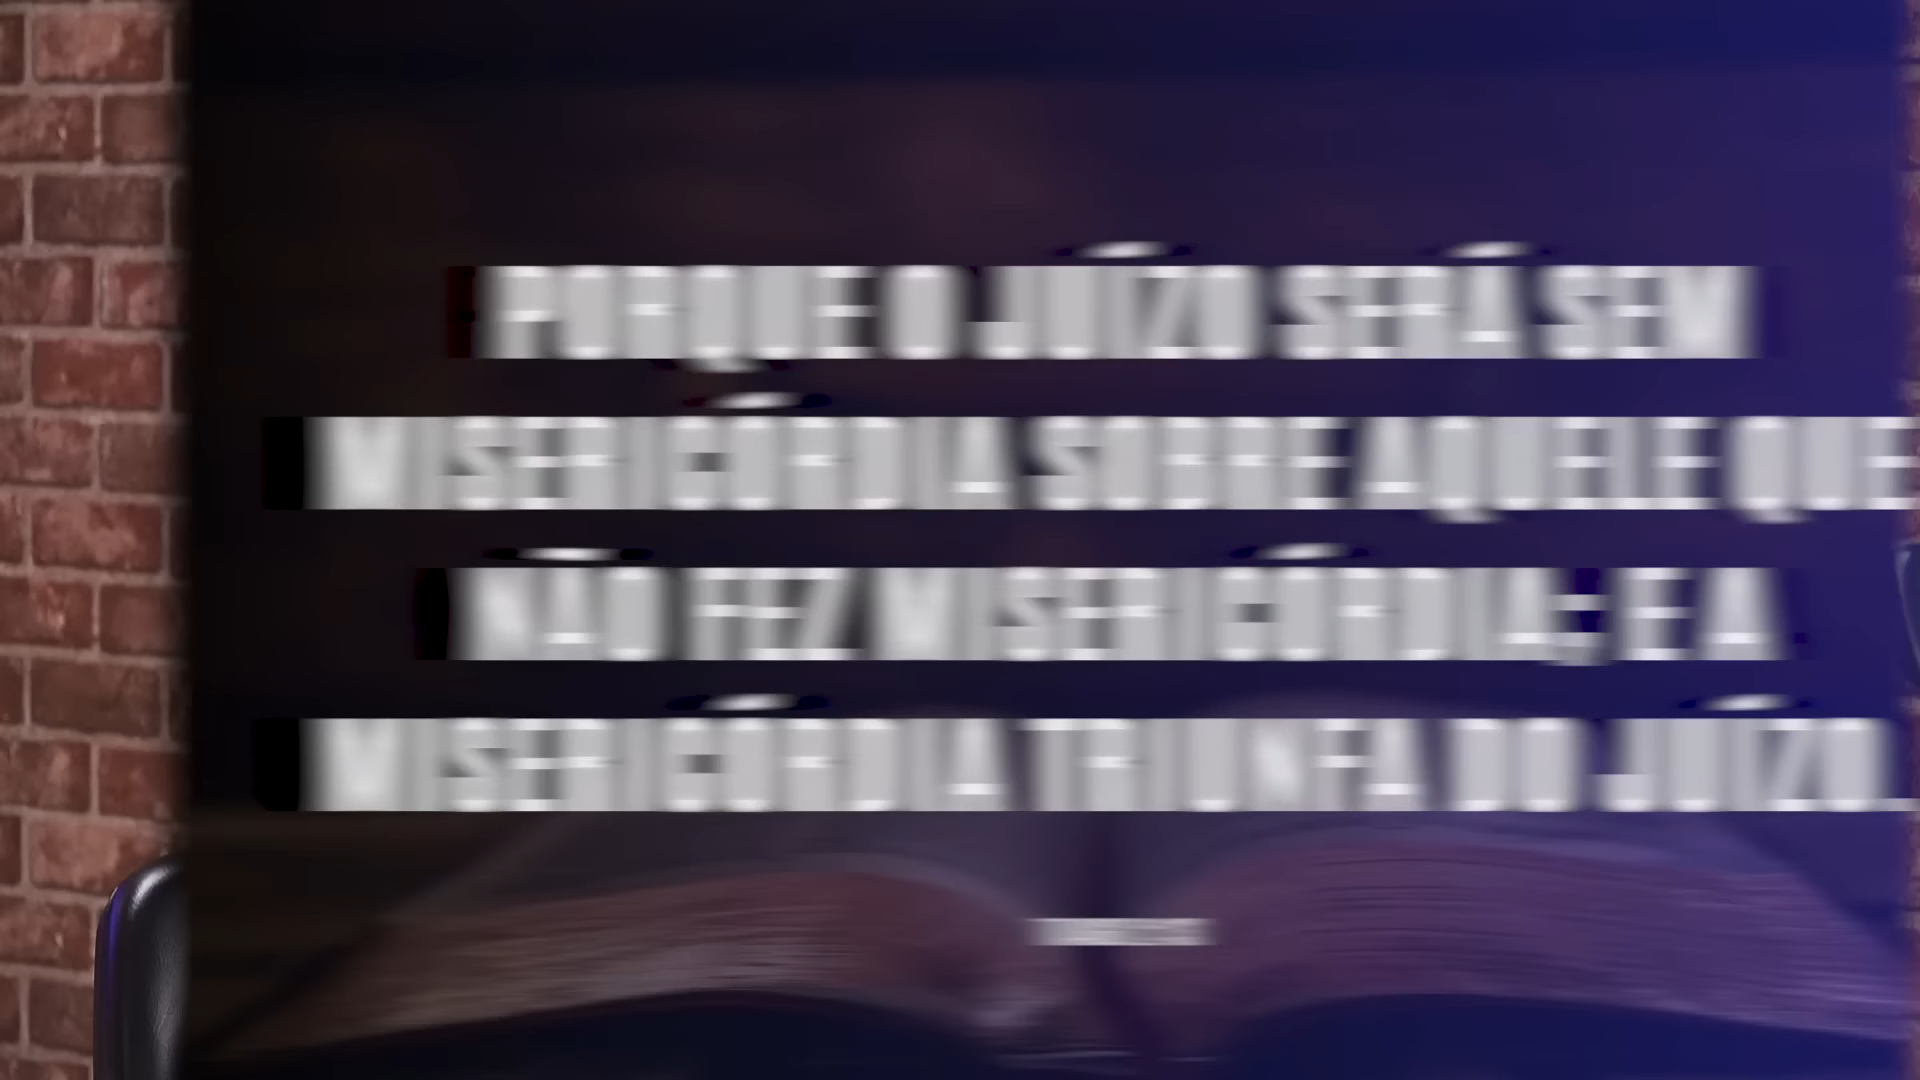 PORQUE O JUÍZO SERÁ SEM
MISERICÓRDIA SOBRE AQUELE QUE
NÃO FEZ MISERICÓRDIA; E A
MISERICÓRDIA TRIUNFA DO JUÍZO.